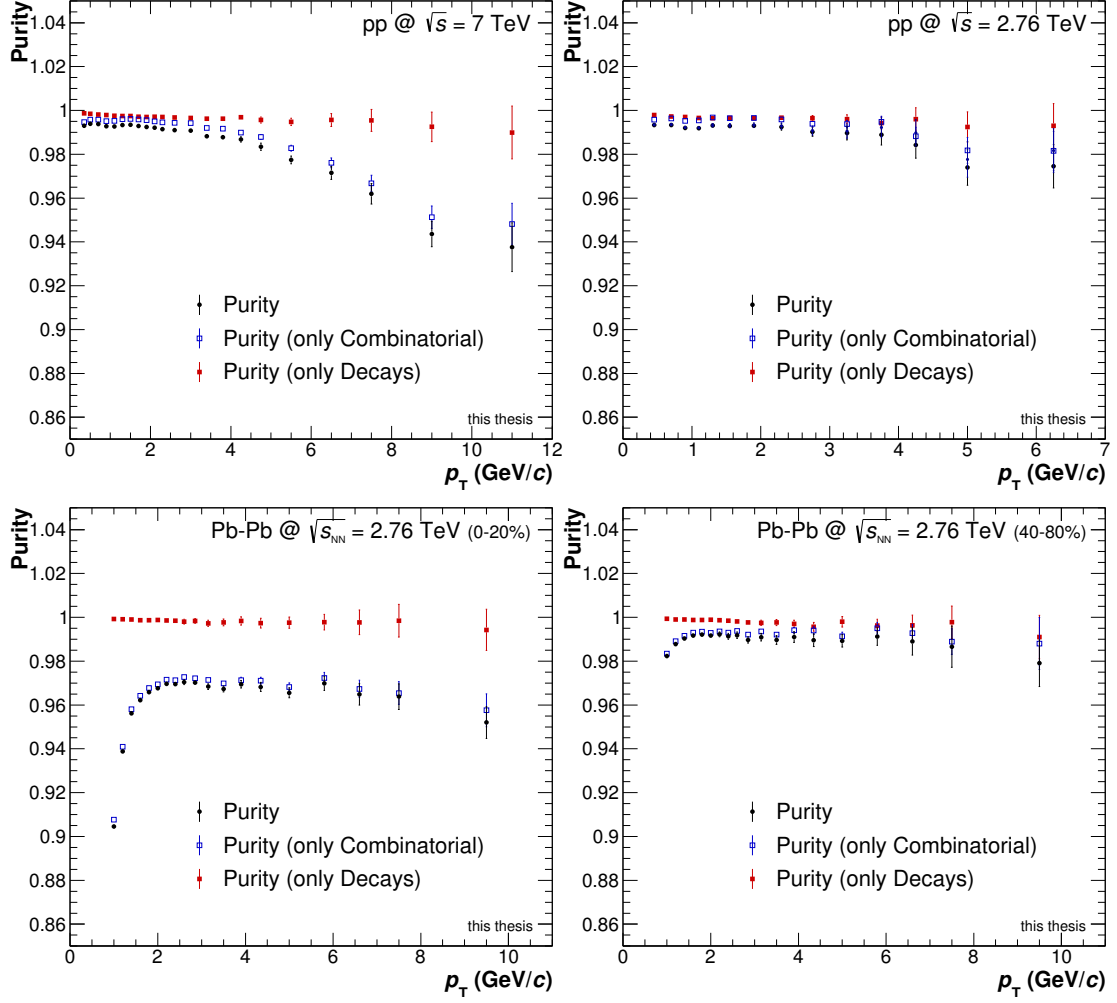 Purity
pp @ √s = 7 TeV
1.04
1.02
1
0.98
0.96
0.94
0.92
0.9
0.88
0.86
Purity
Purity (only Combinatorial)
Purity (only Decays)
this thesis
0 2 4 6 8 10 12
p_T (GeV/c)
Purity
pp @ √s = 2.76 TeV
1.04
1.02
1
0.98
0.96
0.94
0.92
0.9
0.88
0.86
Purity
Purity (only Combinatorial)
Purity (only Decays)
this thesis
0 1 2 3 4 5 6 7
p_T (GeV/c)
Purity
Pb-Pb @ √s_NN = 2.76 TeV (0-20%)
1.04
1.02
1
0.98
0.96
0.94
0.92
0.9
0.88
0.86
Purity
Purity (only Combinatorial)
Purity (only Decays)
this thesis
0 2 4 6 8 10
p_T (GeV/c)
Purity
Pb-Pb @ √s_NN = 2.76 TeV (40-80%)
1.04
1.02
1
0.98
0.96
0.94
0.92
0.9
0.88
0.86
Purity
Purity (only Combinatorial)
Purity (only Decays)
this thesis
0 2 4 6 8 10
p_T (GeV/c)